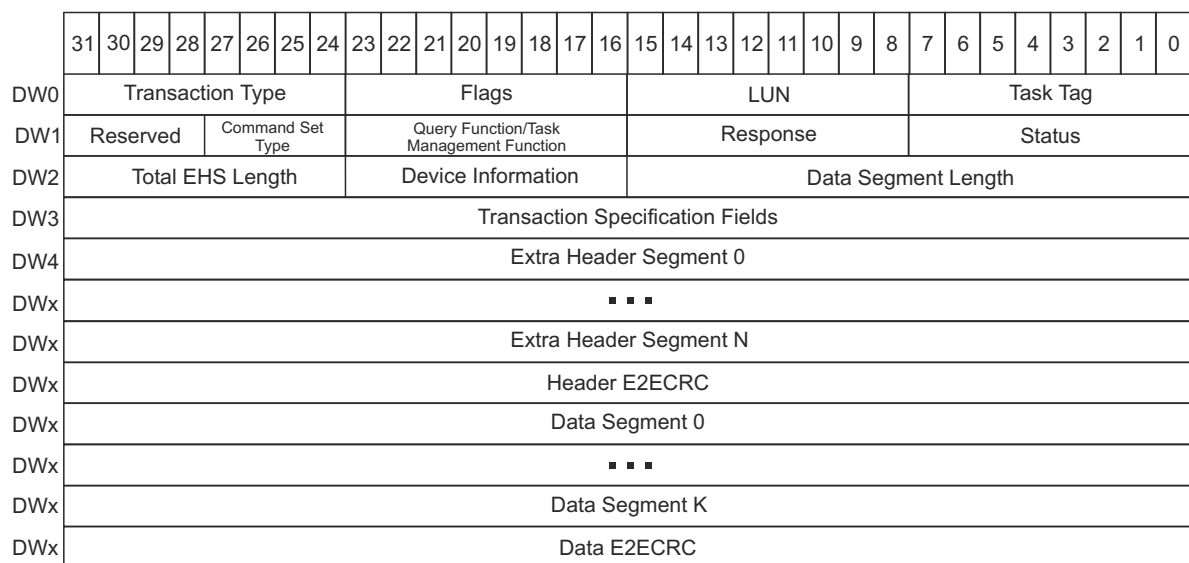 31 30 29 28 27 26 25 24 23 22 21 20 19 18 17 16 15 14 13 12 11 10 9 8 7 6 5 4 3 2 1 0
DW0 Transaction Type Flags LUN Task Tag
DW1 Reserved Command Set Type Query Function/Task Management Function Response Status
DW2 Total EHS Length Device Information Data Segment Length
DW3 Transaction Specification Fields
DW4 Extra Header Segment 0
DWx ...
DWx Extra Header Segment N
DWx Header E2ECRC
DWx Data Segment 0
DWx ...
DWx Data Segment K
DWx Data E2ECRC